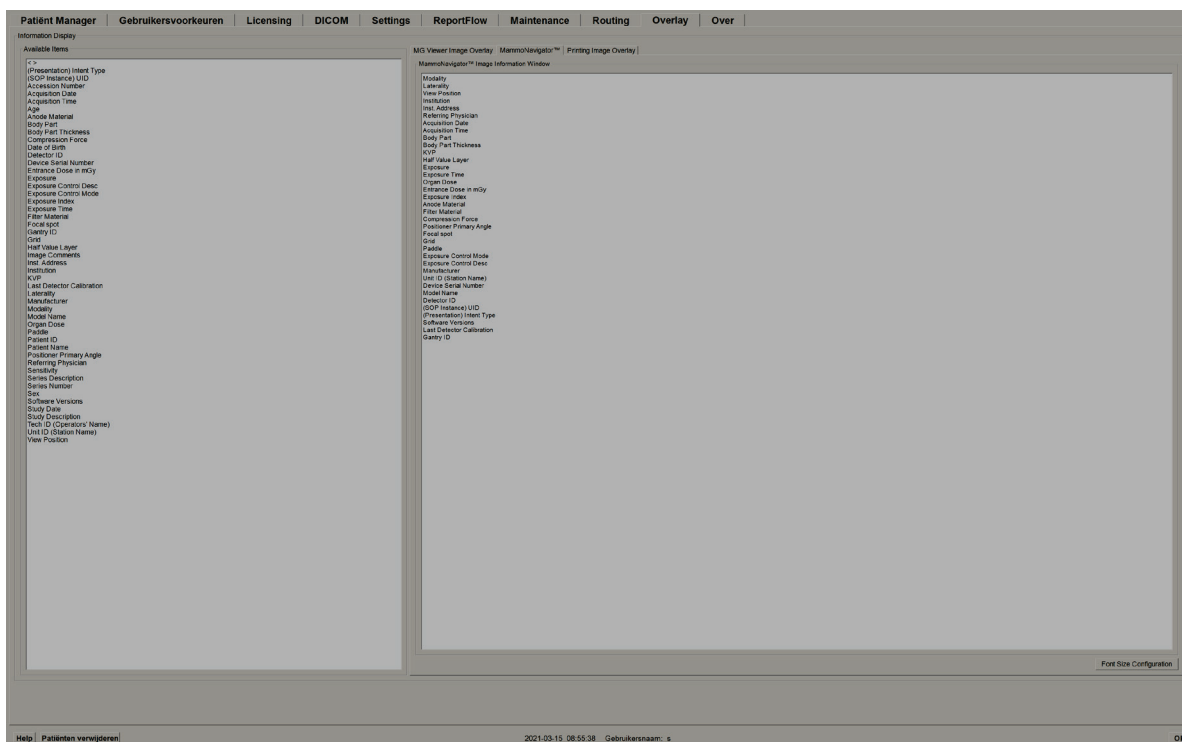 Patiënt Manager Gebruikersvoorkeuren Licensing DICOM Settings ReportFlow Maintenance Routing Overlay Over
Information Display
Available Items
< >
(Presentation) Intent Type
(SOP Instance) UID
Accession Number
Acquisition Date
Acquisition Time
Age
Anode Material
Body Part
Body Part Thickness
Compression Force
Date of Birth
Detector ID
Device Serial Number
Entrance Dose in mGy
Exposure
Exposure Control Desc
Exposure Control Mode
Exposure Index
Exposure Time
Filter Material
Focal spot
Gantry ID
Grid
Half Value Layer
Image Comments
Inst. Address
Institution
KVP
Last Detector Calibration
Laterality
Manufacturer
Modality
Model Name
Organ Dose
Paddle
Patient ID
Patient Name
Positioner Primary Angle
Referring Physician
Sensitivity
Series Description
Series Number
Sex
Software Versions
Study Date
Study Description
Tech ID (Operators' Name)
Unit ID (Station Name)
View Position
MG Viewer Image Overlay MammoNavigator™ Printing Image Overlay
MammoNavigator™ Image Information Window
Modality
Laterality
View Position
Institution
Inst. Address
Referring Physician
Acquisition Date
Acquisition Time
Body Part
Body Part Thickness
KVP
Half Value Layer
Exposure
Exposure Time
Organ Dose
Entrance Dose in mGy
Exposure Index
Anode Material
Filter Material
Compression Force
Positioner Primary Angle
Focal spot
Grid
Paddle
Exposure Control Mode
Exposure Control Desc
Manufacturer
Unit ID (Station Name)
Device Serial Number
Model Name
Detector ID
(SOP Instance) UID
(Presentation) Intent Type
Software Versions
Last Detector Calibration
Gantry ID
Font Size Configuration
Help Patiënten verwijderen 2021-03-15 08:55:38 Gebruikersnaam: s